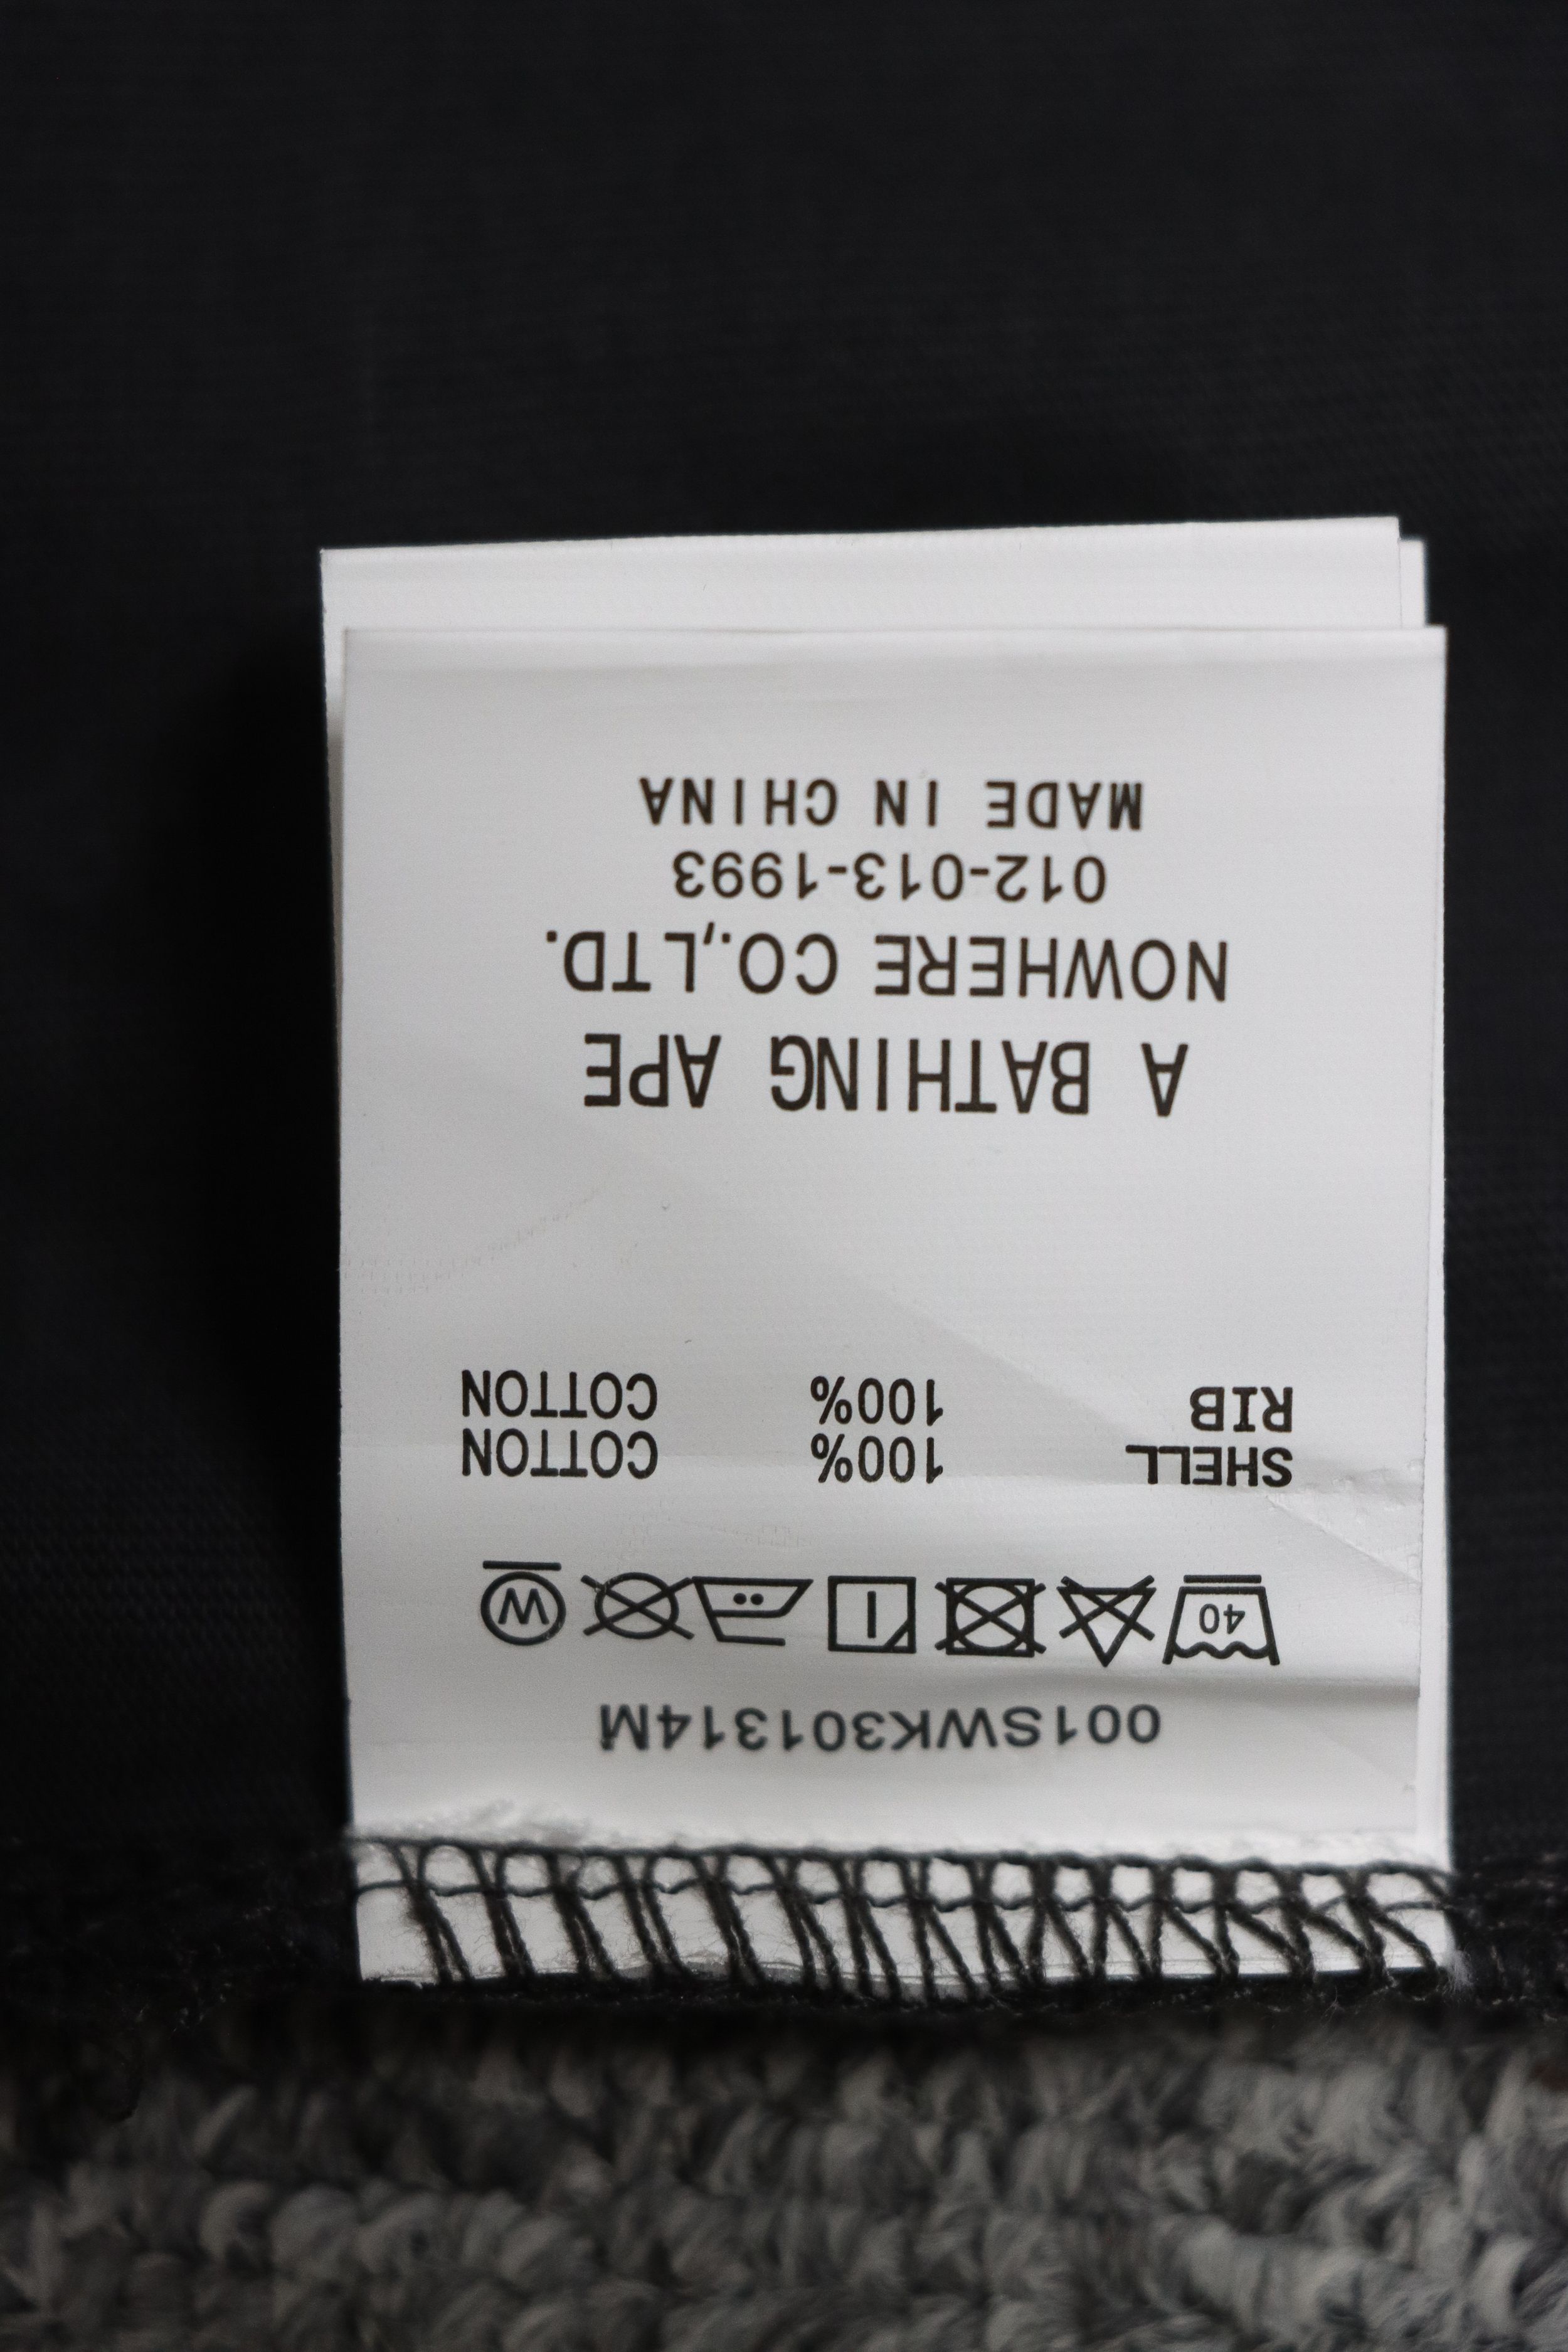 001SWK301314M
40 W
SHELL 100% COTTON
RIB 100% COTTON
A BATHING APE
NOWHERE CO.,LTD.
012-013-1993
MADE IN CHINA